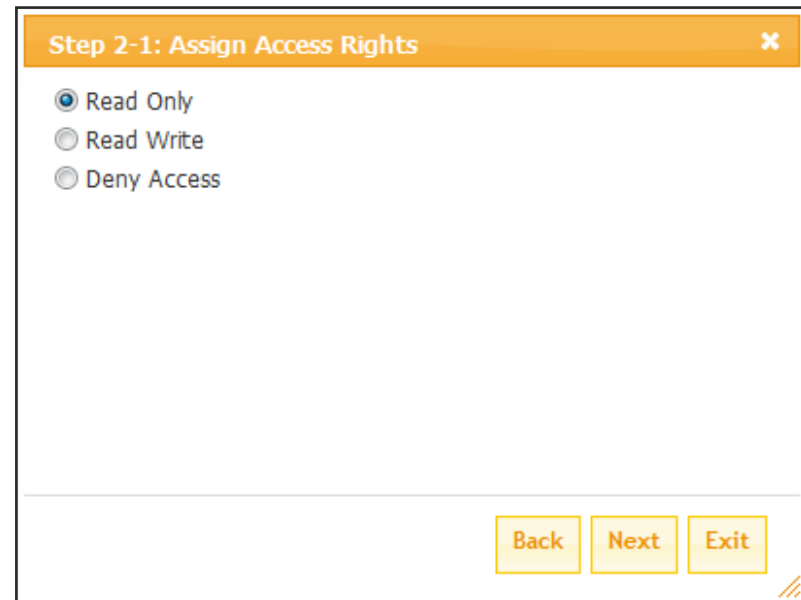 Step 2-1: Assign Access Rights
Read Only
Read Write
Deny Access
Back Next Exit